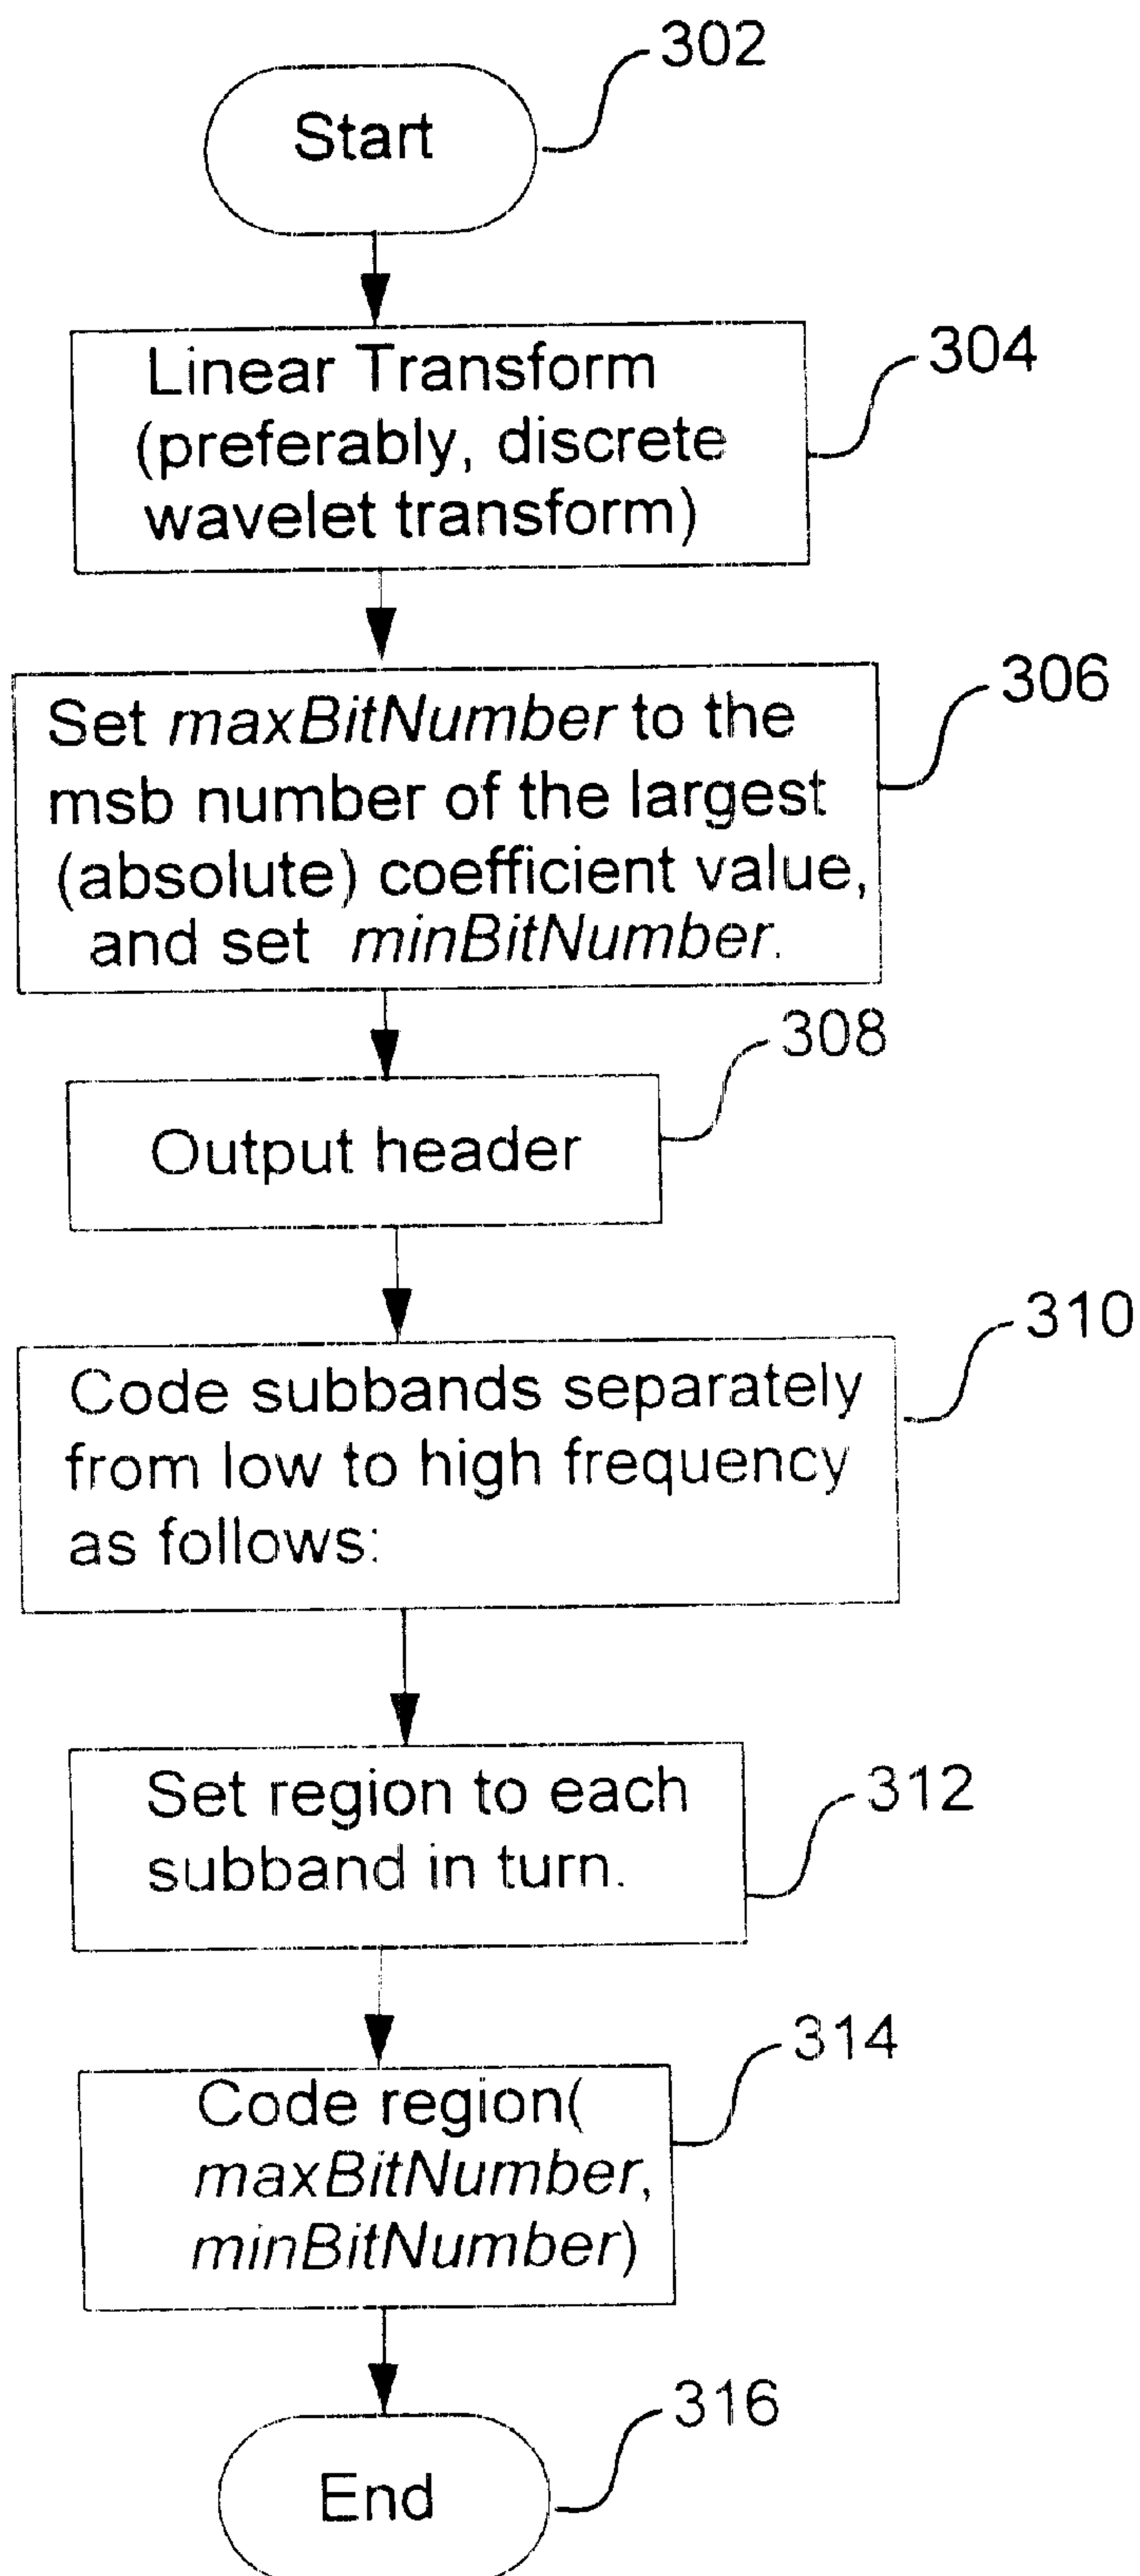 302
Start
304
Linear Transform
(preferably, discrete
wavelet transform)
306
Set maxBitNumber to the
msb number of the largest
(absolute) coefficient value,
and set minBitNumber.
308
Output header
310
Code subbands separately
from low to high frequency
as follows:
312
Set region to each
subband in turn.
314
Code region(
maxBitNumber,
minBitNumber)
316
End